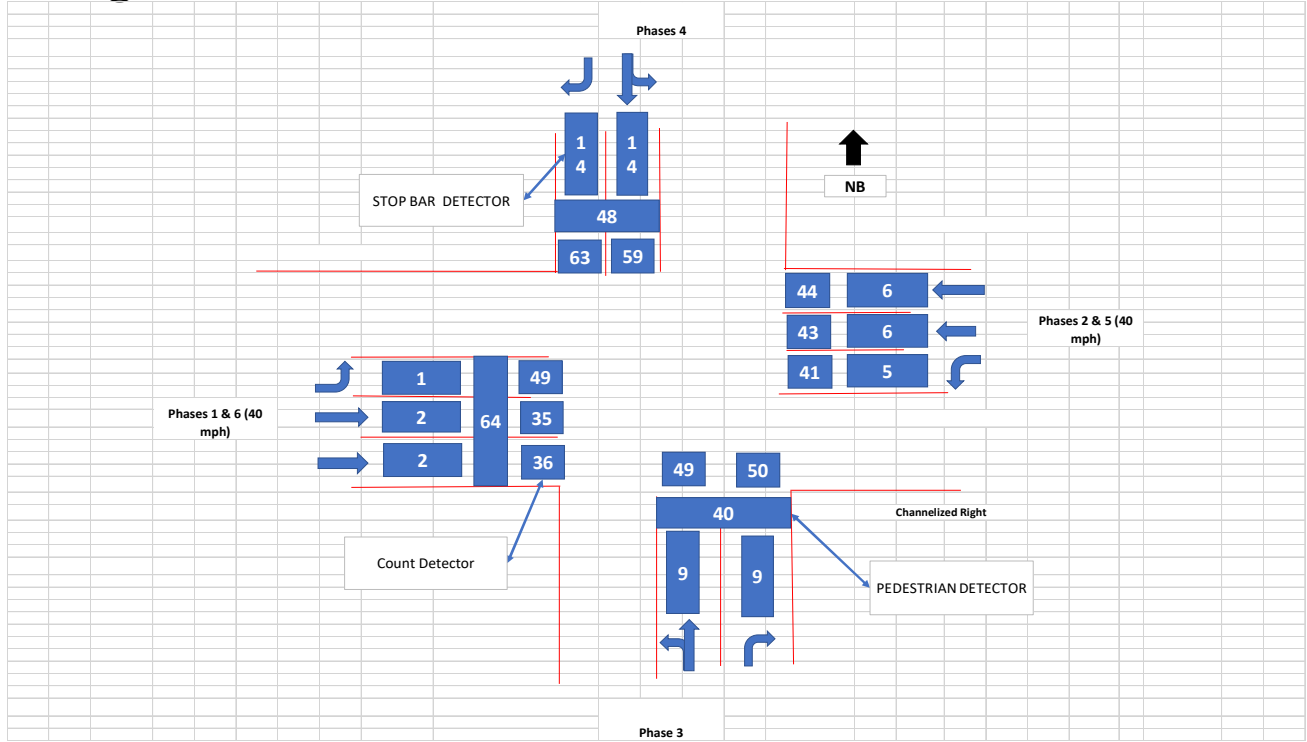 Phases 4
1
4
1
4
NB
STOP BAR DETECTOR
48
63
59
44
6
43
6
Phases 2 & 5 (40
mph)
41
5
1
49
Phases 1 & 6 (40
mph)
2
64
35
2
36
49
50
40
Channelized Right
Count Detector
9
9
PEDESTRIAN DETECTOR
Phase 3